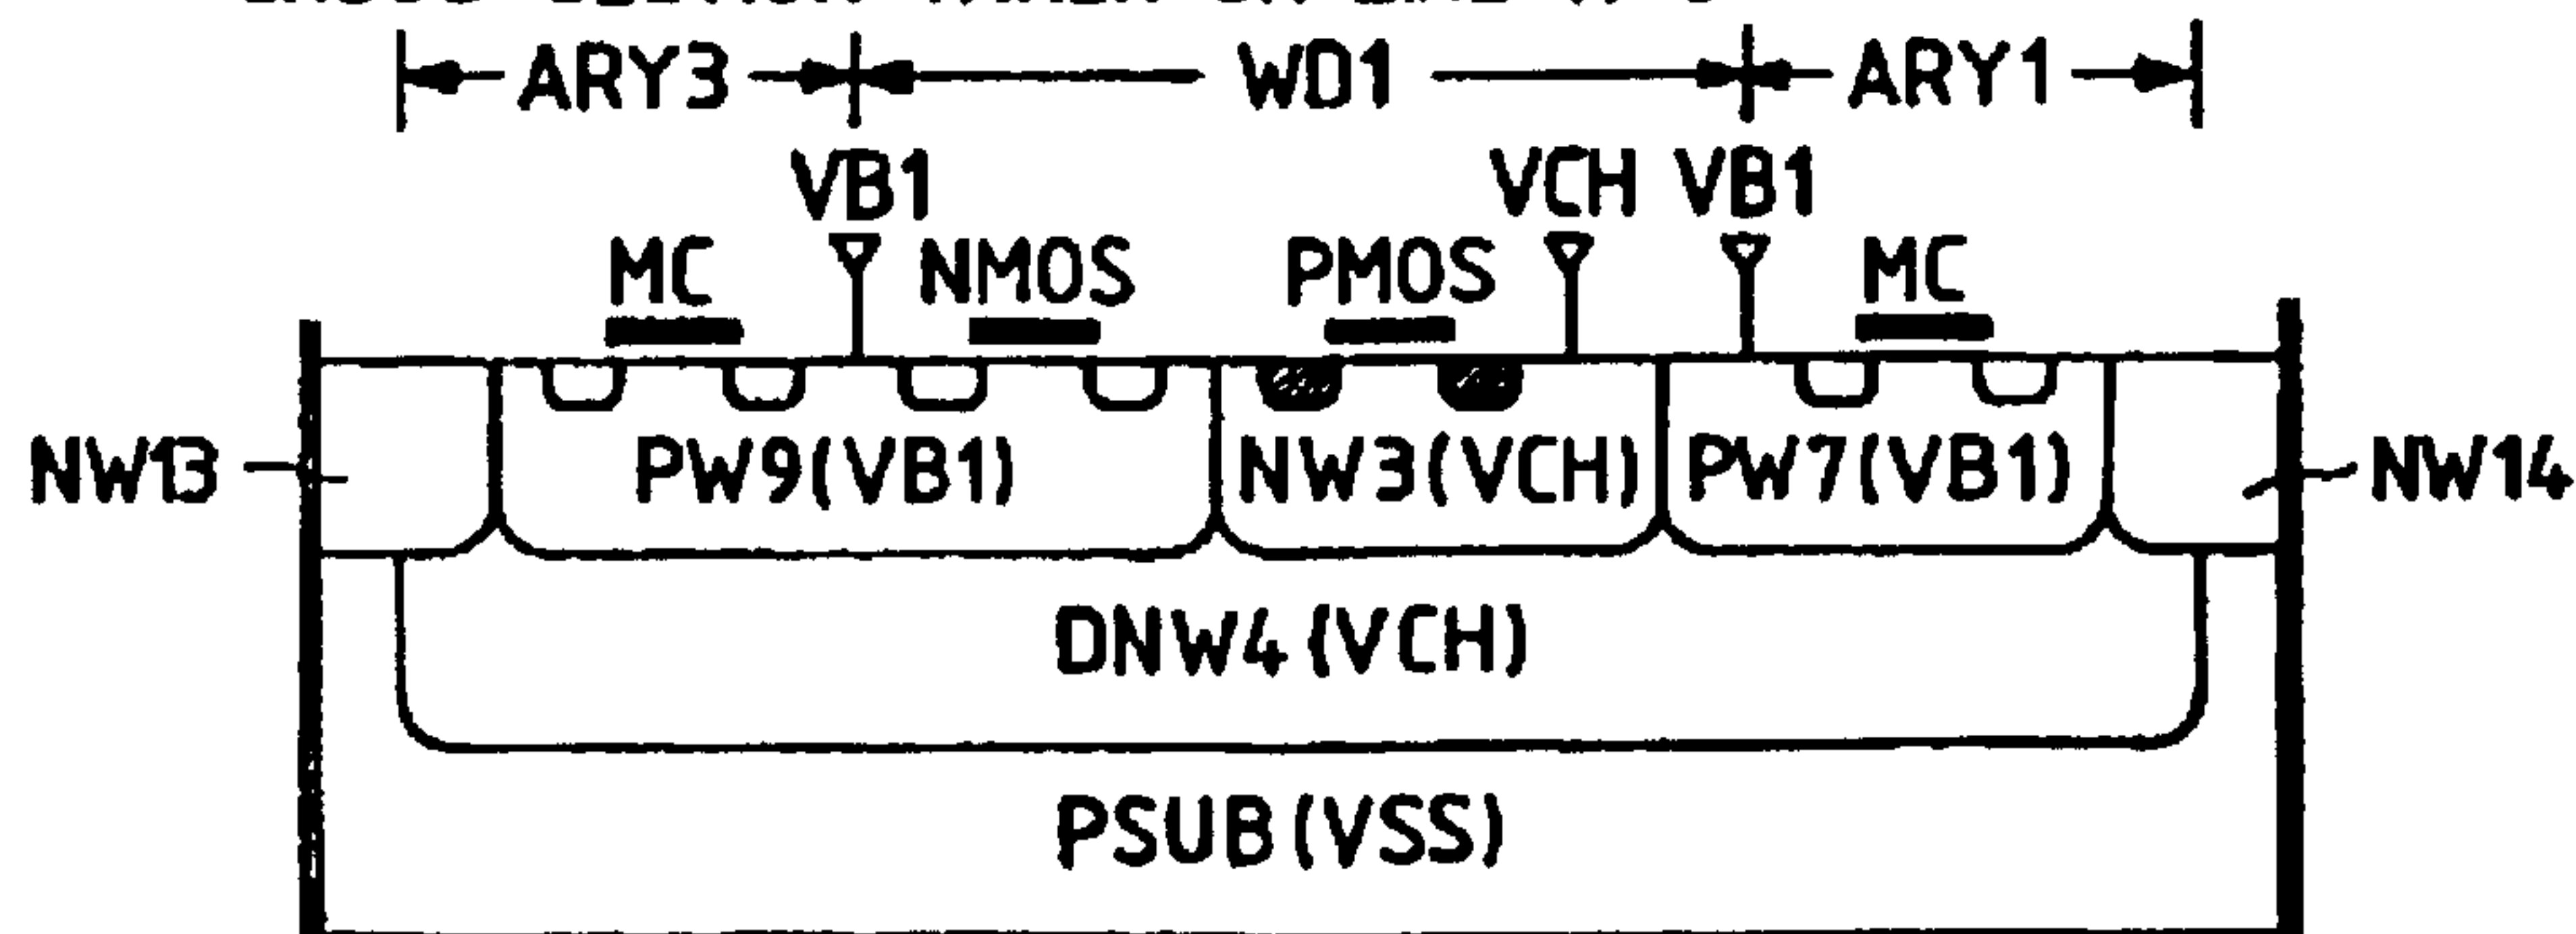 ARY3 WD1 ARY1
VB1 VCH VB1
MC NMOS PMOS MC
NW13 PW9(VB1) NW3(VCH) PW7(VB1) NW14
DNW4(VCH)
PSUB(VSS)